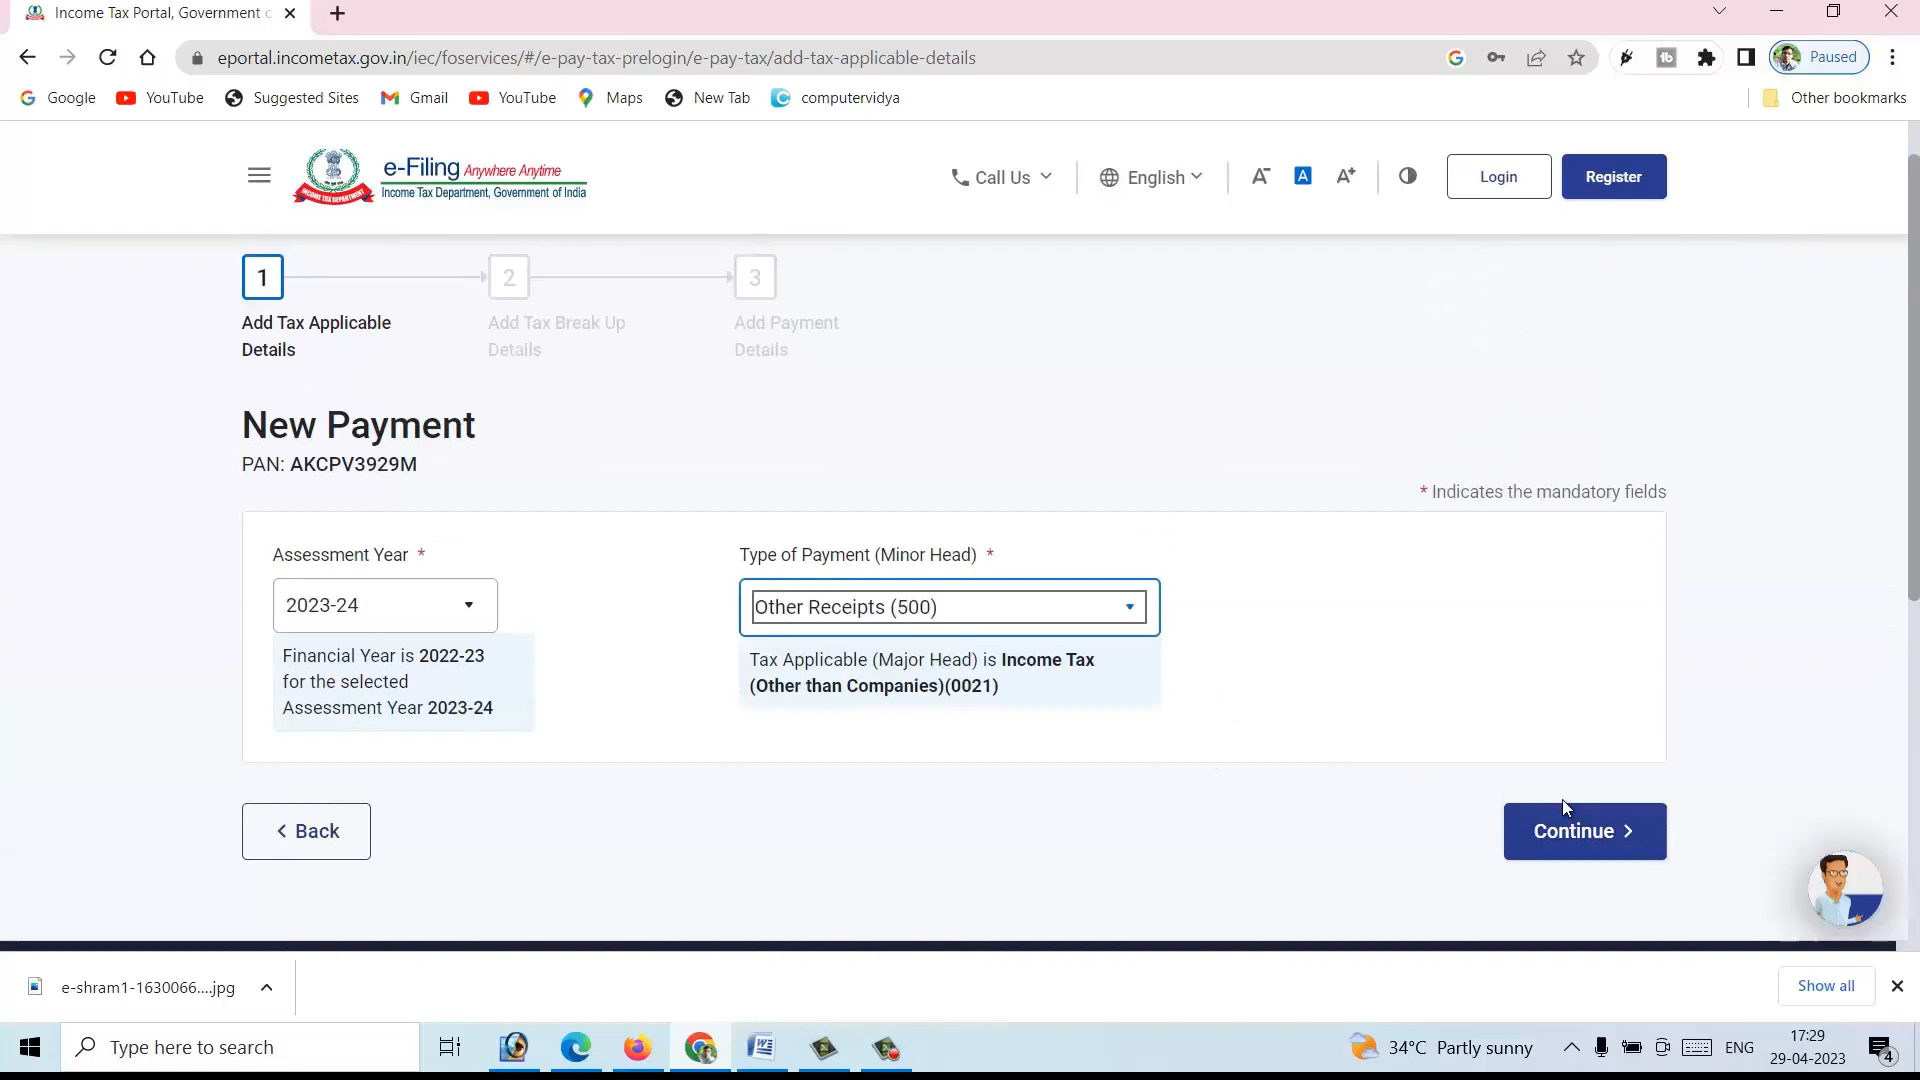 Income Tax Portal, Government o
eportal.incometax.gov.in/iec/foservices/#/e-pay-tax-prelogin/e-pay-tax/add-tax-applicable-details
Paused
Google YouTube Suggested Sites Gmail YouTube Maps New Tab computervidya Other bookmarks
e-Filing Anywhere Anytime
Income Tax Department, Government of India
INCOME TAX DEPARTMENT
Call Us English A- A A+ Login Register
1 2 3
Add Tax Applicable Details
Add Tax Break Up Details
Add Payment Details
New Payment
PAN: AKCPV3929M
* Indicates the mandatory fields
Assessment Year *
2023-24
Financial Year is 2022-23
for the selected
Assessment Year 2023-24
Type of Payment (Minor Head) *
Other Receipts (500)
Tax Applicable (Major Head) is Income Tax
(Other than Companies)(0021)
< Back
Continue >
e-shram1-1630066....jpg
Show all
Type here to search
34°C Partly sunny
ENG
17:29
29-04-2023
4